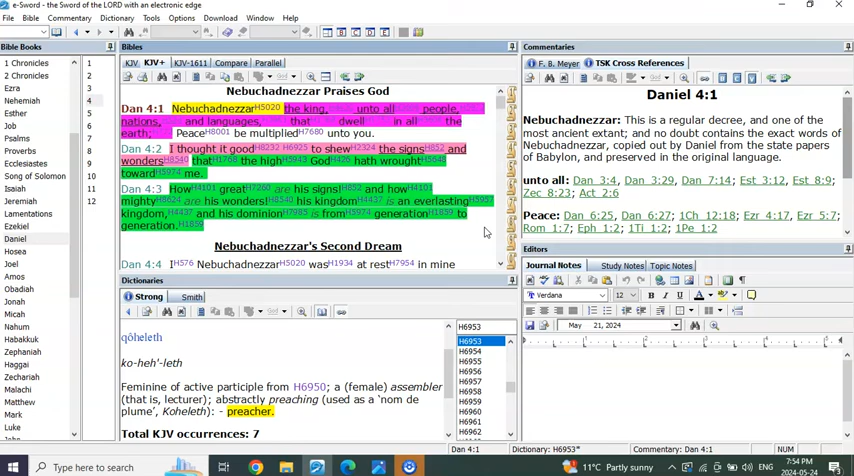 e-Sword - the Sword of the LORD with an electronic edge
File Bible Commentary Dictionary Tools Options Download Window Help
Bible Books
1 Chronicles
2 Chronicles
Ezra
Nehemiah
Esther
Job
Psalms
Proverbs
Ecclesiastes
Song of Solomon
Isaiah
Jeremiah
Lamentations
Ezekiel
Daniel
Hosea
Joel
Amos
Obadiah
Jonah
Micah
Nahum
Habakkuk
Zephaniah
Haggai
Zechariah
Malachi
Matthew
Mark
Luke
1
2
3
4
5
6
7
8
9
10
11
12
Bibles
KJV KJV+ KJV-1611 Compare Parallel
Nebuchadnezzar Praises God
Dan 4:1 NebuchadnezzarH5020 the king, unto all people,
nations, and languages, that dwell in all the
earth; PeaceH8001 be multipliedH7680 unto you.
Dan 4:2 I thought it goodH8232 H6925 to shewH2324 the signsH852 and
wondersH8540 thatH1768 the high GodH426 hath wroughtH5648
towardH5974 me.
Dan 4:3 HowH4101 greatH7260 are his signs!H852 and howH4101
mightyH8624 are his wonders!H8540 his kingdomH4437 is an everlastingH5957
kingdom,H4437 and his dominionH7985 is fromH5974 generationH1859 to
generation.H1859
Nebuchadnezzar's Second Dream
Dan 4:4 IH576 NebuchadnezzarH5020 wasH1934 at restH7954 in mine
Dictionaries
Strong Smith
qôheleth
ko-heh'-leth
Feminine of active participle from H6950; a (female) assembler
(that is, lecturer); abstractly preaching (used as a 'nom de
plume', Koheleth): - preacher.
Total KJV occurrences: 7
H6953
H6953
H6954
H6955
H6956
H6957
H6958
H6959
H6960
H6961
H6962
Commentaries
F. B. Meyer TSK Cross References
Daniel 4:1
Nebuchadnezzar: This is a regular decree, and one of the
most ancient extant; and no doubt contains the exact words of
Nebuchadnezzar, copied out by Daniel from the state papers
of Babylon, and preserved in the original language.
unto all: Dan 3:4, Dan 3:29, Dan 7:14; Est 3:12, Est 8:9;
Zec 8:23; Act 2:6
Peace: Dan 6:25, Dan 6:27; 1Ch 12:18; Ezr 4:17, Ezr 5:7;
Rom 1:7; Eph 1:2; 1Ti 1:2; 1Pe 1:2
Editors
Journal Notes Study Notes Topic Notes
Verdana 12 B I U A
May 21, 2024
1 2 3 4 5
Dan 4:1 Dictionary: H6953* Commentary: Dan 4:1 NUM
Type here to search
11°C Partly sunny
7:54 PM
2024-05-24